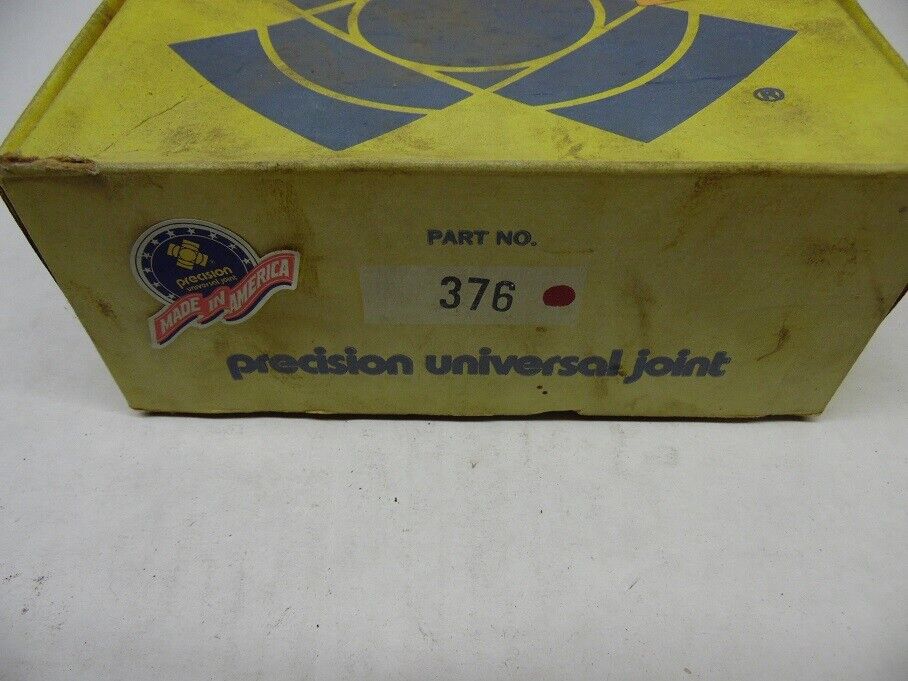 ®
PART NO.
376
precision
universal joint
MADE IN AMERICA
precision universal joint